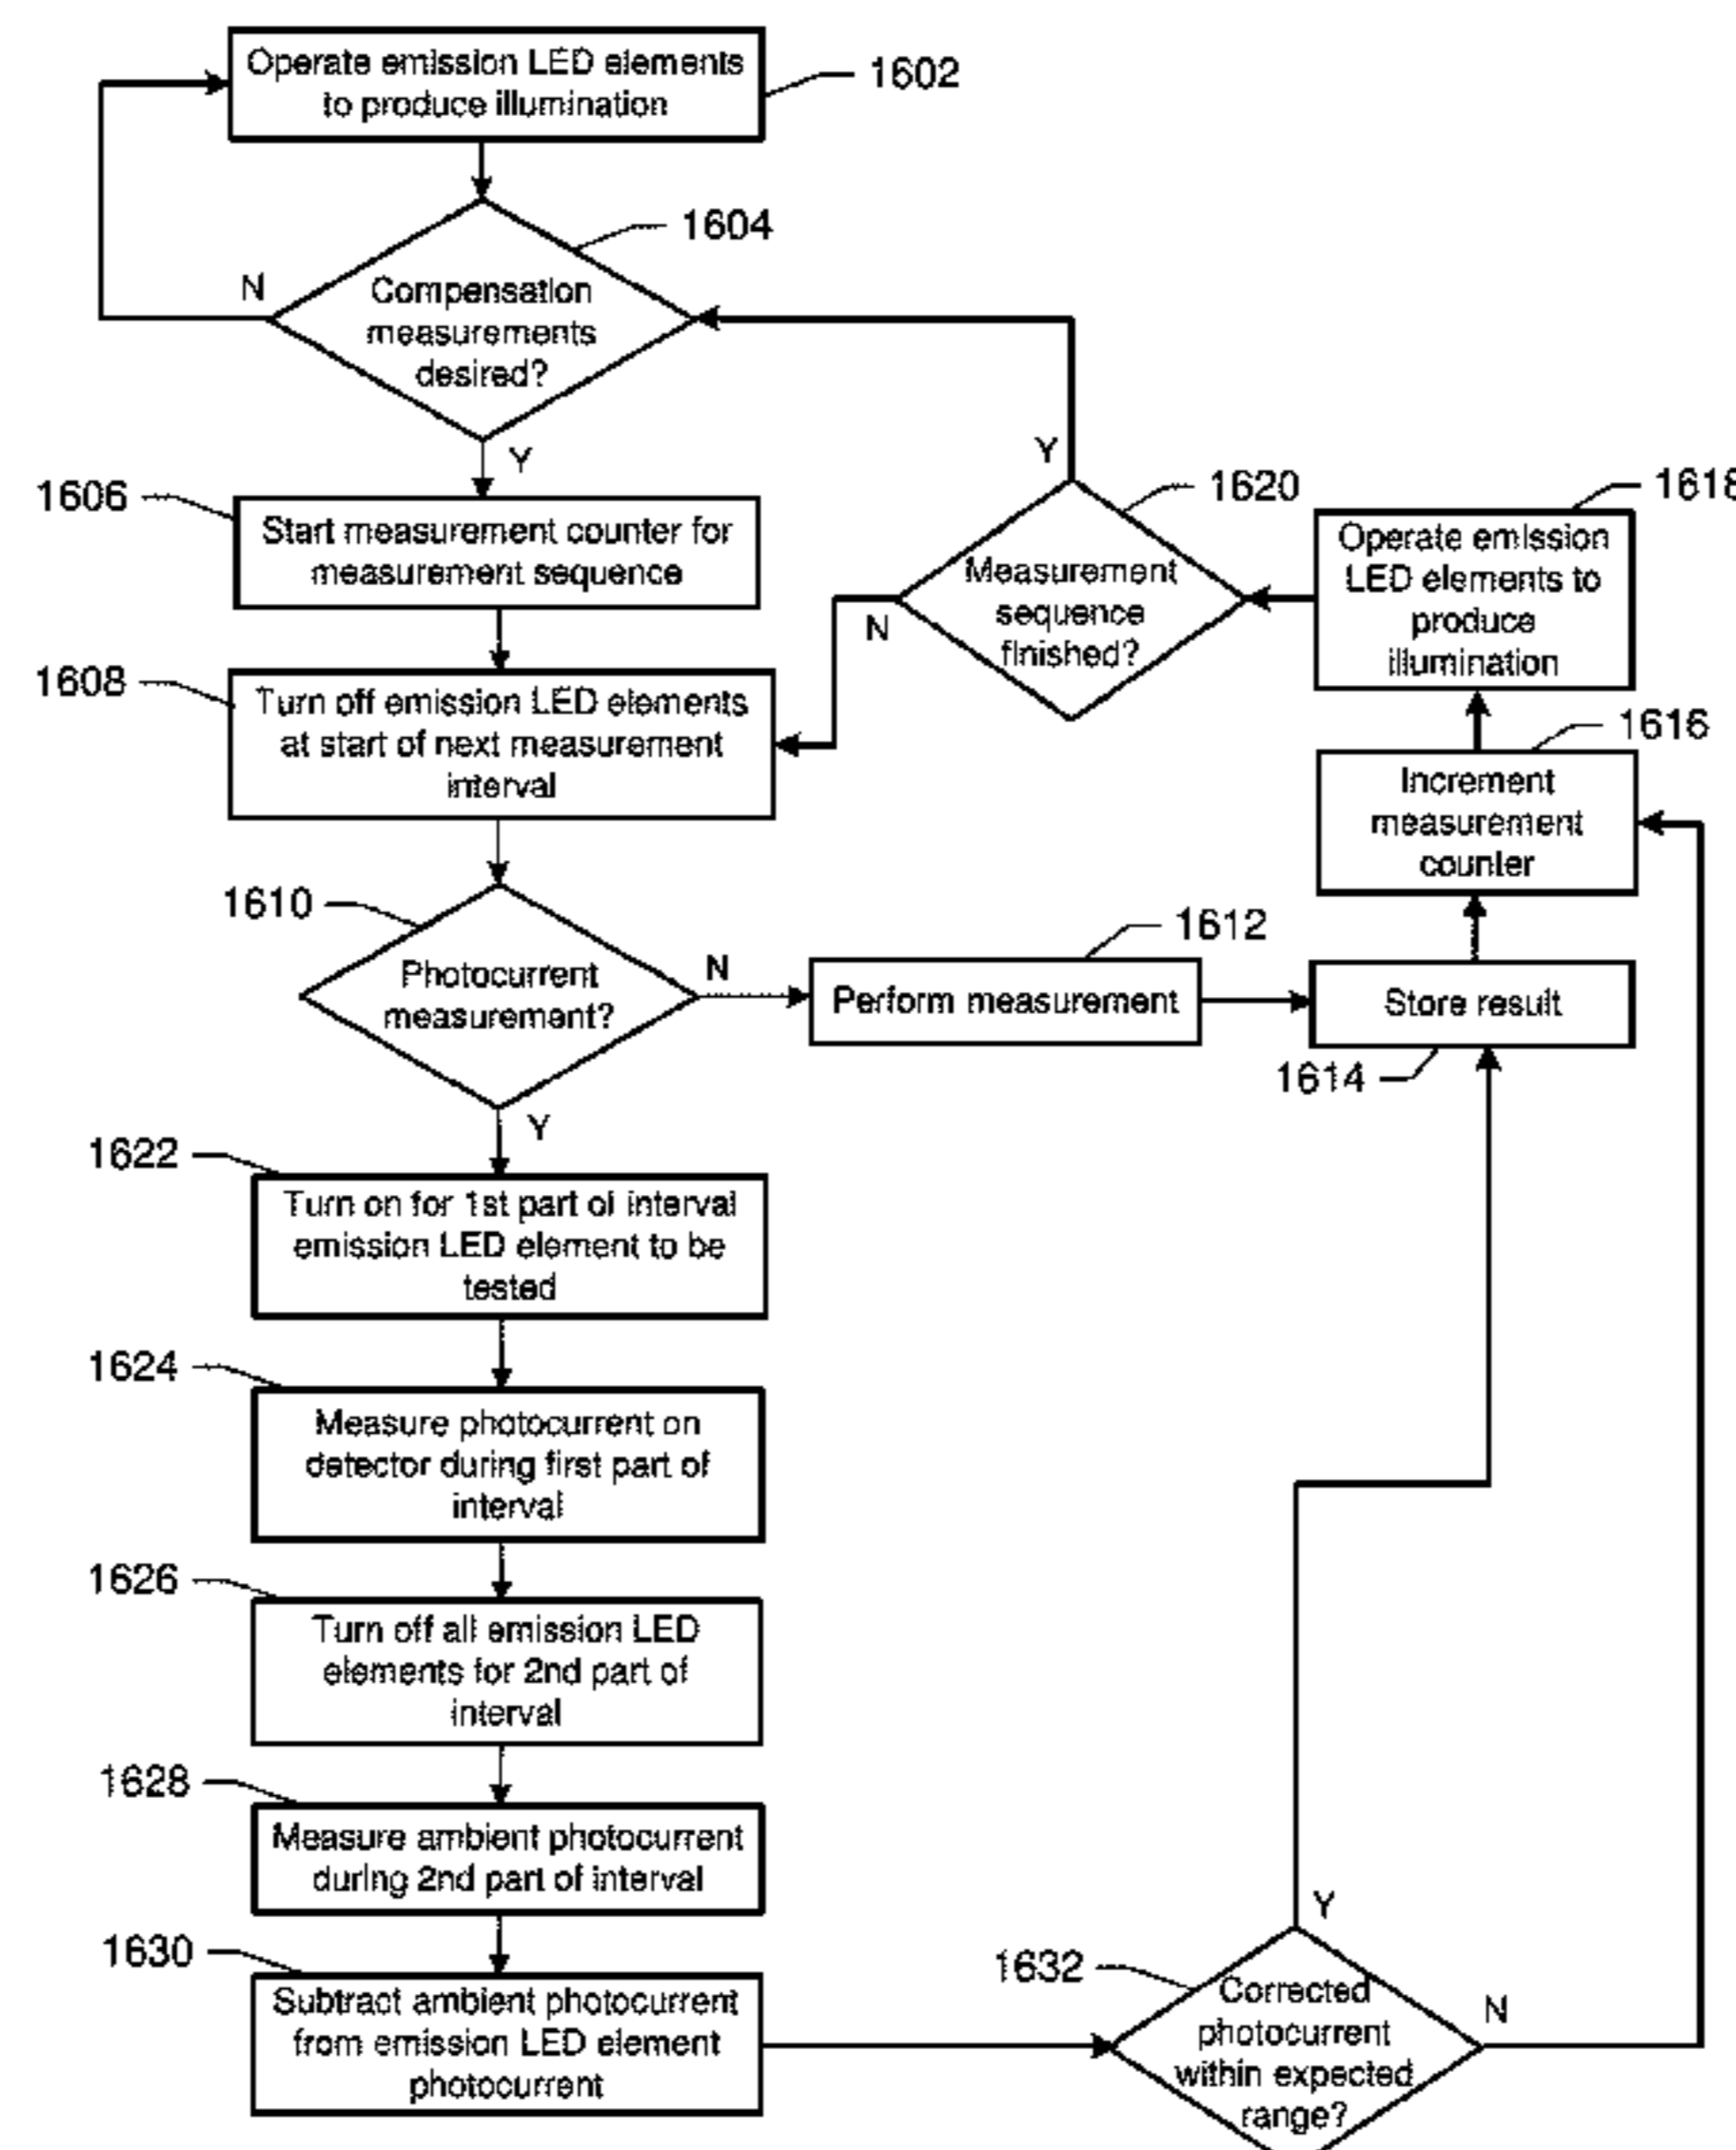 Operate emission LED elements
to produce illumination
1602
1604
Compensation
measurements
desired?
N
Y
1606
Start measurement counter for
measurement sequence
1608
Turn off emission LED elements
at start of next measurement
interval
1610
Photocurrent
measurement?
N
Y
1612
Perform measurement
Store result
1614
1616
Increment
measurement
counter
1618
Operate emission
LED elements to
produce
illumination
1620
Measurement
sequence
finished?
Y
N
1622
Turn on for 1st part of interval
emission LED element to be
tested
1624
Measure photocurrent on
detector during first part of
interval
1626
Turn off all emission LED
elements for 2nd part of
interval
1628
Measure ambient photocurrent
during 2nd part of interval
1630
Subtract ambient photocurrent
from emission LED element
photocurrent
1632
Corrected
photocurrent
within expected
range?
Y
N